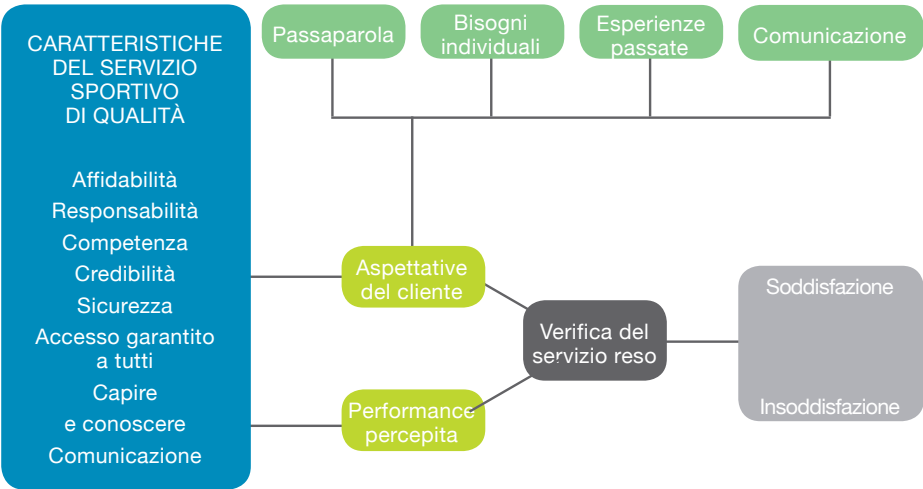 CARATTERISTICHE
DEL SERVIZIO
SPORTIVO
DI QUALITÀ
Affidabilità
Responsabilità
Competenza
Credibilità
Sicurezza
Accesso garantito
a tutti
Capire
e conoscere
Comunicazione
Passaparola
Bisogni
individuali
Esperienze
passate
Comunicazione
Aspettative
del cliente
Performance
percepita
Verifica del
servizio reso
Soddisfazione
Insoddisfazione